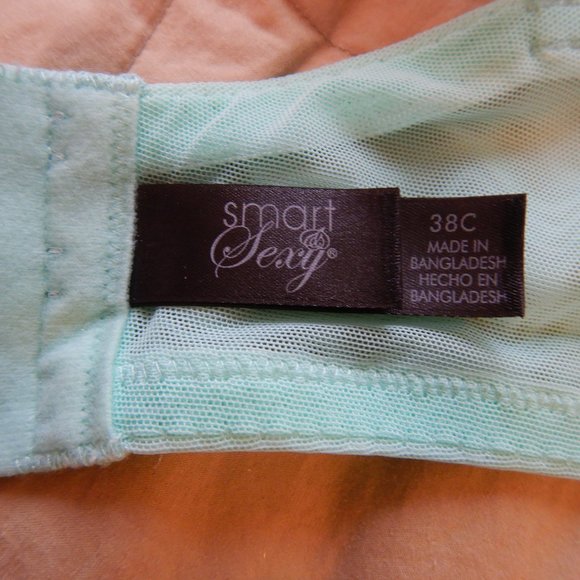 smart
& Sexy®
38C
MADE IN
BANGLADESH
HECHO EN
BANGLADESH